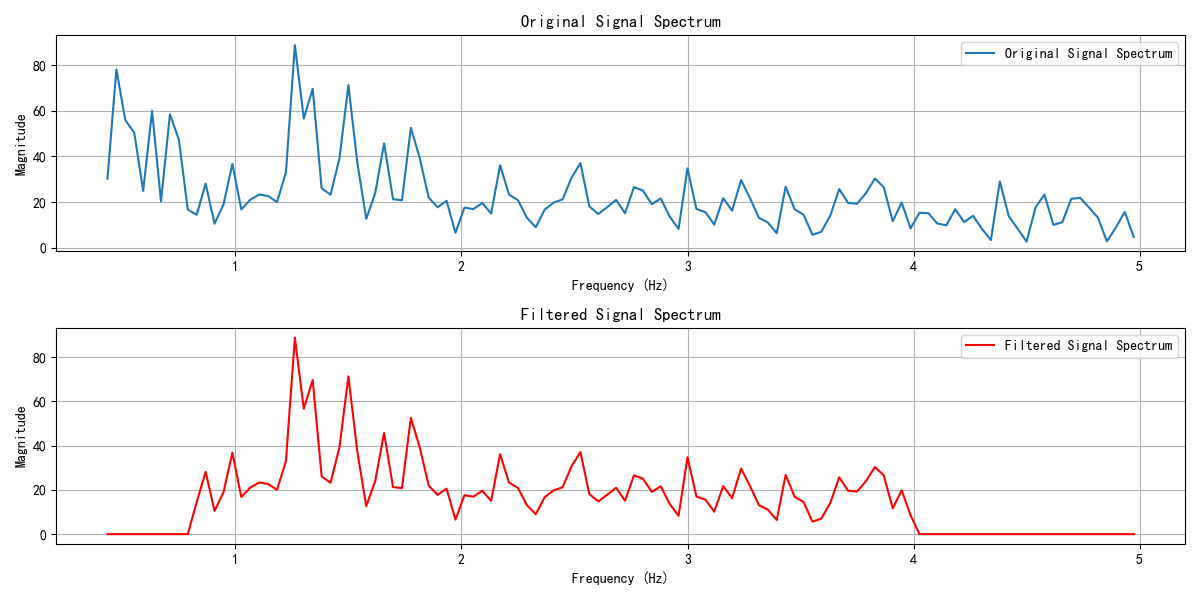 Original Signal Spectrum
Original Signal Spectrum
Magnitude
80
60
40
20
0
1 2 3 4 5
Frequency (Hz)
Filtered Signal Spectrum
Filtered Signal Spectrum
Magnitude
80
60
40
20
0
1 2 3 4 5
Frequency (Hz)